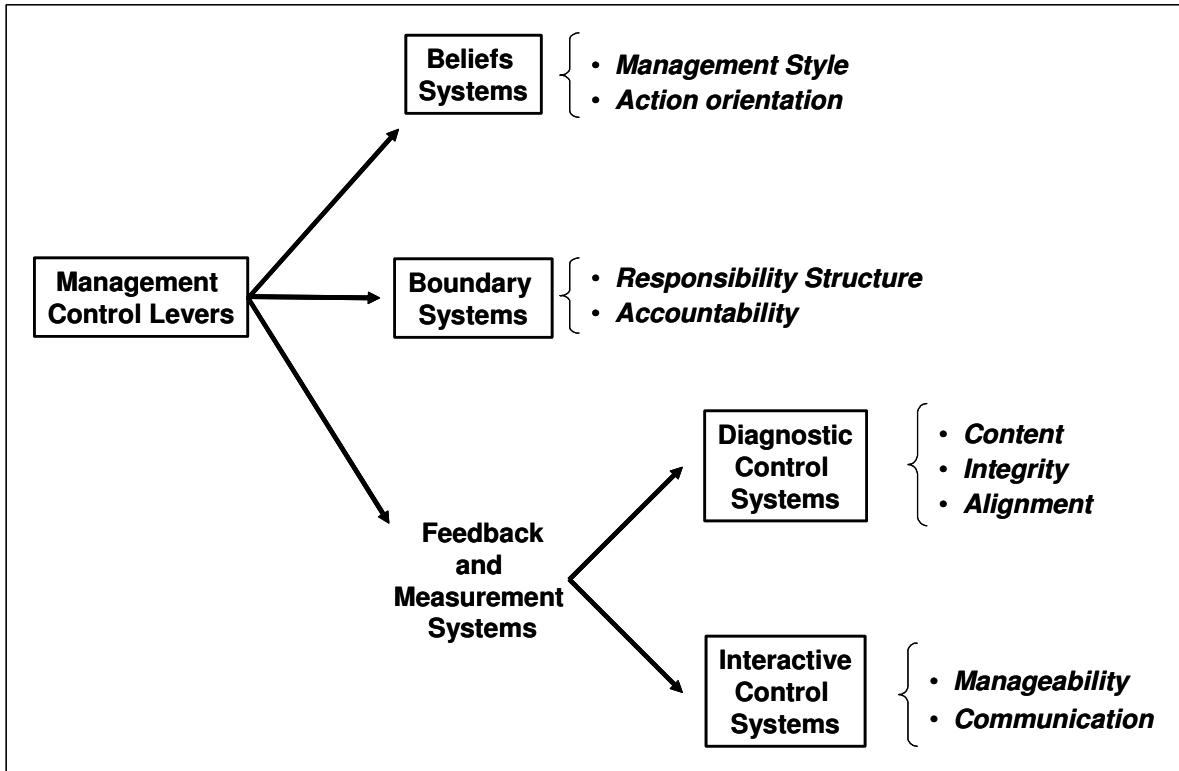 Beliefs
Systems
• Management Style
• Action orientation
Management
Control Levers
Boundary
Systems
• Responsibility Structure
• Accountability
Feedback
and
Measurement
Systems
Diagnostic
Control
Systems
• Content
• Integrity
• Alignment
Interactive
Control
Systems
• Manageability
• Communication